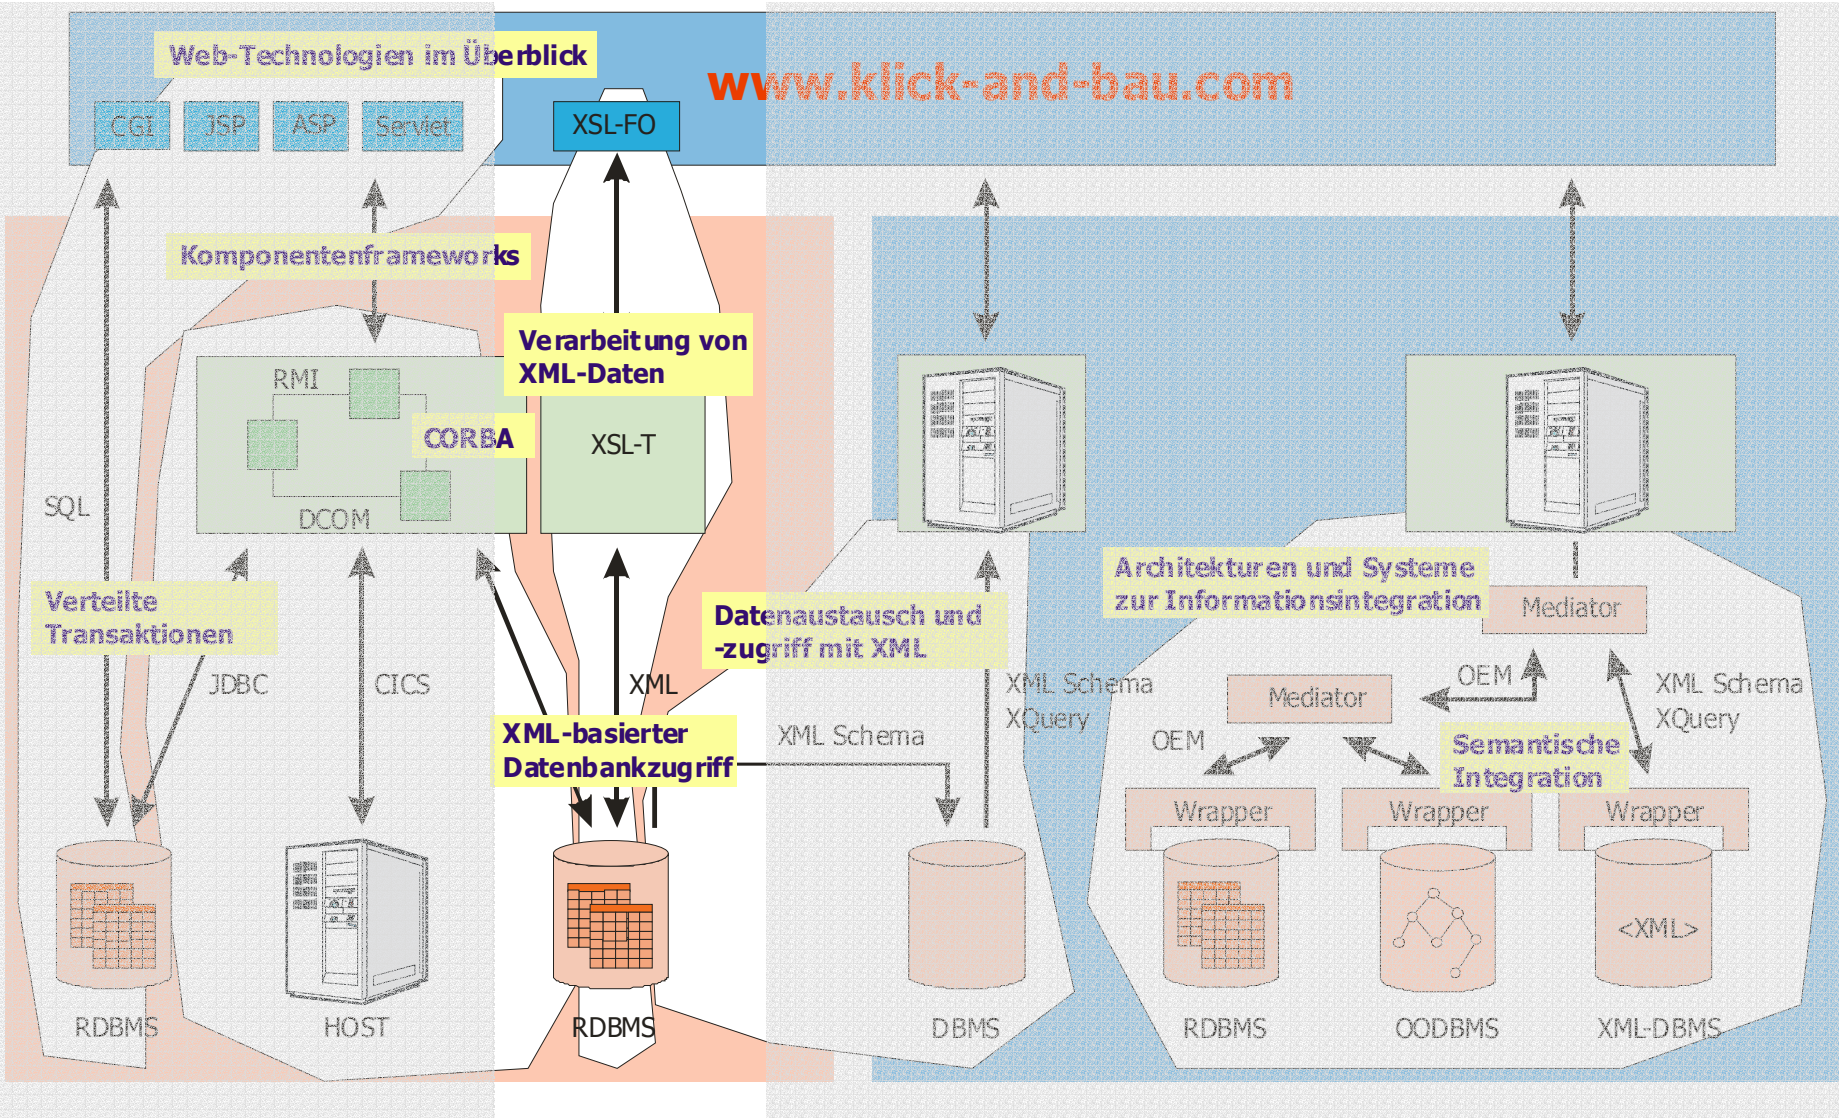 Web-Technologien im Überblick
www.klick-and-bau.com
CGI
JSP
ASP
Servlet
XSL-FO
Komponentenframeworks
Verarbeitung von
XML-Daten
RMI
CORBA
XSL-T
SQL
DCOM
Architekturen und Systeme
zur Informationsintegration
Verteilte
Transaktionen
Datenaustausch und
-zugriff mit XML
Mediator
JDBC
CICS
XML
XML Schema
XQuery
OEM
Mediator
XML Schema
XQuery
XML-basierter
Datenbankzugriff
XML Schema
OEM
Semantische
Integration
Wrapper
Wrapper
Wrapper
<XML>
RDBMS
HOST
RDBMS
DBMS
RDBMS
OODBMS
XML-DBMS